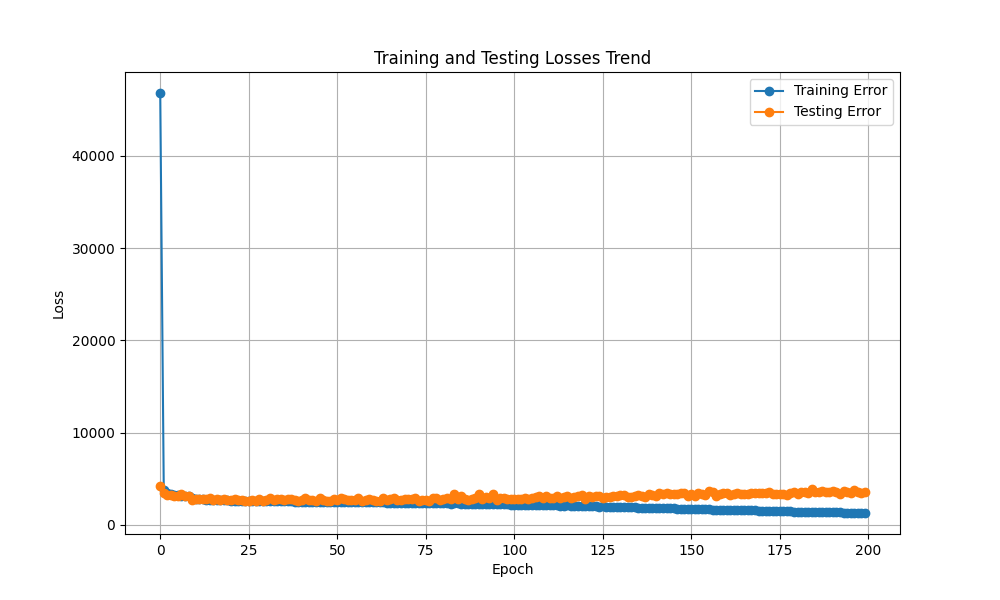 Training and Testing Losses Trend
Training Error
Testing Error
40000
30000
20000
10000
0
Loss
0 25 50 75 100 125 150 175 200
Epoch